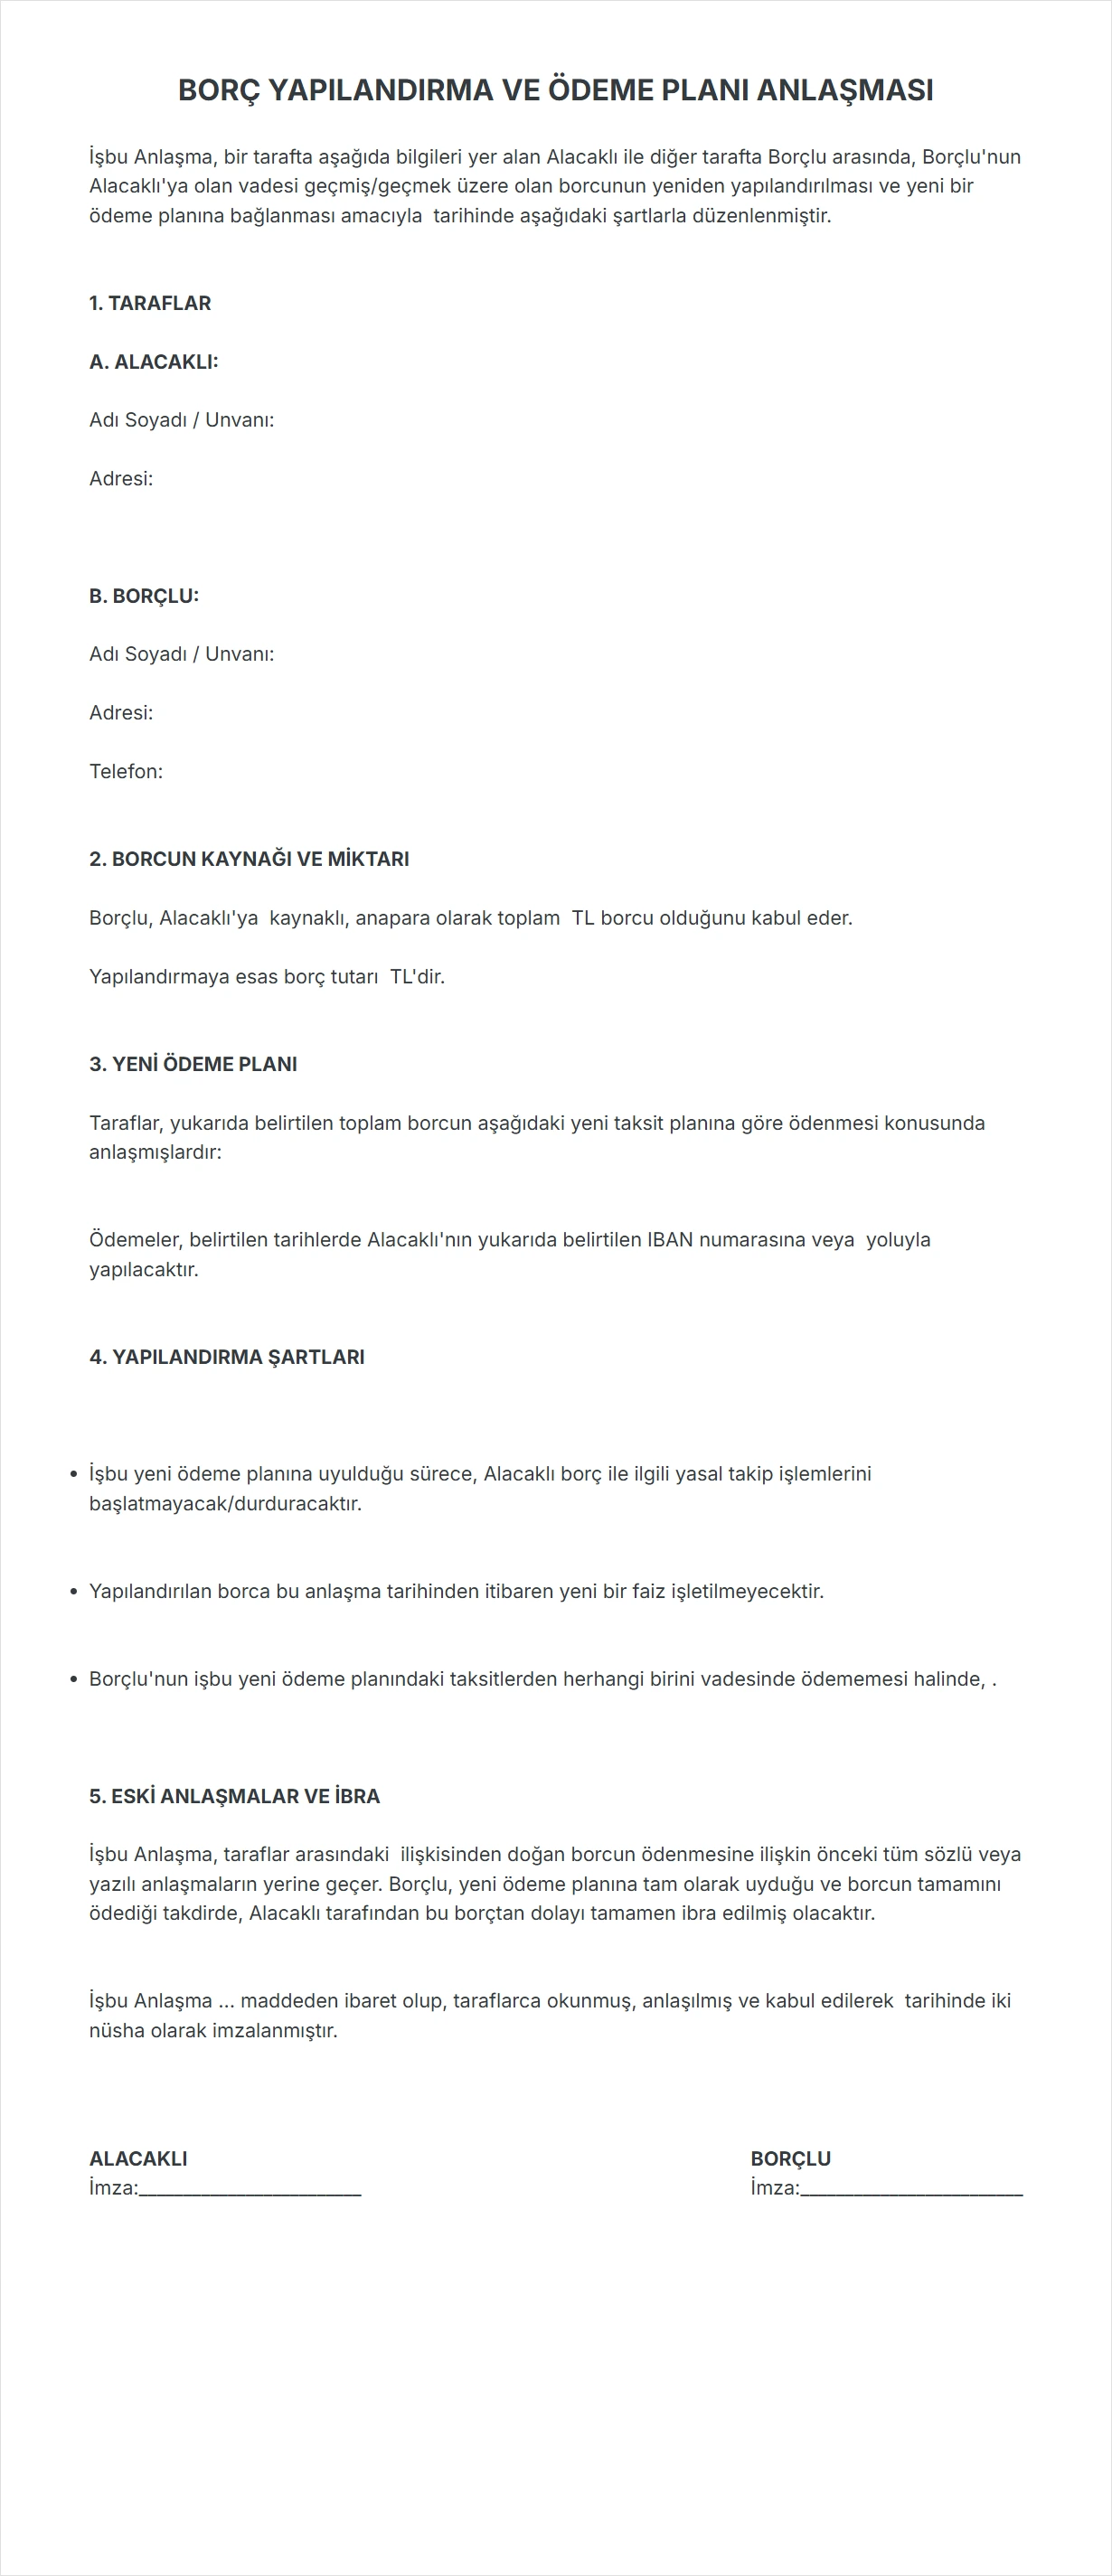 BORÇ YAPILANDIRMA VE ÖDEME PLANI ANLAŞMASI
İşbu Anlaşma, bir tarafta aşağıda bilgileri yer alan Alacaklı ile diğer tarafta Borçlu arasında, Borçlu'nun
Alacaklı'ya olan vadesi geçmiş/geçmek üzere olan borcunun yeniden yapılandırılması ve yeni bir
ödeme planına bağlanması amacıyla  tarihinde aşağıdaki şartlarla düzenlenmiştir.
1. TARAFLAR
A. ALACAKLI:
Adı Soyadı / Unvanı:
Adresi:
B. BORÇLU:
Adı Soyadı / Unvanı:
Adresi:
Telefon:
2. BORCUN KAYNAĞI VE MİKTARI
Borçlu, Alacaklı'ya  kaynaklı, anapara olarak toplam  TL borcu olduğunu kabul eder.
Yapılandırmaya esas borç tutarı  TL'dir.
3. YENİ ÖDEME PLANI
Taraflar, yukarıda belirtilen toplam borcun aşağıdaki yeni taksit planına göre ödenmesi konusunda
anlaşmışlardır:
Ödemeler, belirtilen tarihlerde Alacaklı'nın yukarıda belirtilen IBAN numarasına veya  yoluyla
yapılacaktır.
4. YAPILANDIRMA ŞARTLARI
• İşbu yeni ödeme planına uyulduğu sürece, Alacaklı borç ile ilgili yasal takip işlemlerini
başlatmayacak/durduracaktır.
• Yapılandırılan borca bu anlaşma tarihinden itibaren yeni bir faiz işletilmeyecektir.
• Borçlu'nun işbu yeni ödeme planındaki taksitlerden herhangi birini vadesinde ödememesi halinde, .
5. ESKİ ANLAŞMALAR VE İBRA
İşbu Anlaşma, taraflar arasındaki  ilişkisinden doğan borcun ödenmesine ilişkin önceki tüm sözlü veya
yazılı anlaşmaların yerine geçer. Borçlu, yeni ödeme planına tam olarak uyduğu ve borcun tamamını
ödediği takdirde, Alacaklı tarafından bu borçtan dolayı tamamen ibra edilmiş olacaktır.
İşbu Anlaşma ... maddeden ibaret olup, taraflarca okunmuş, anlaşılmış ve kabul edilerek  tarihinde iki
nüsha olarak imzalanmıştır.
ALACAKLI
İmza:_________________________
BORÇLU
İmza:_________________________